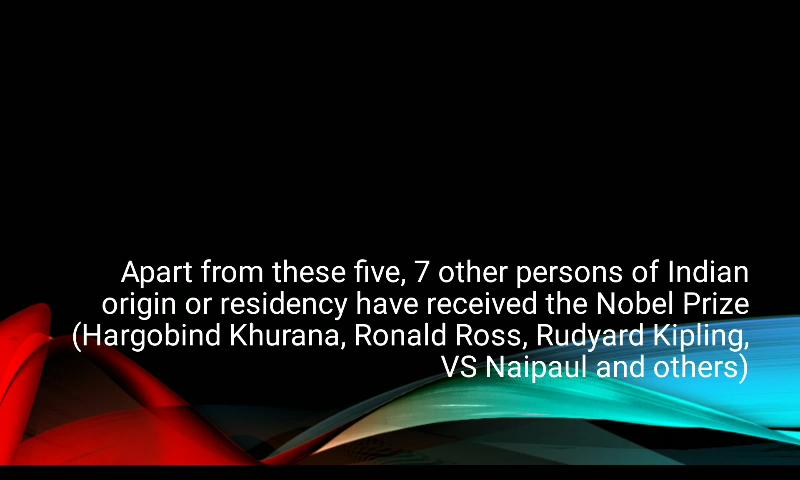 Apart from these five, 7 other persons of Indian
origin or residency have received the Nobel Prize
(Hargobind Khurana, Ronald Ross, Rudyard Kipling,
VS Naipaul and others)